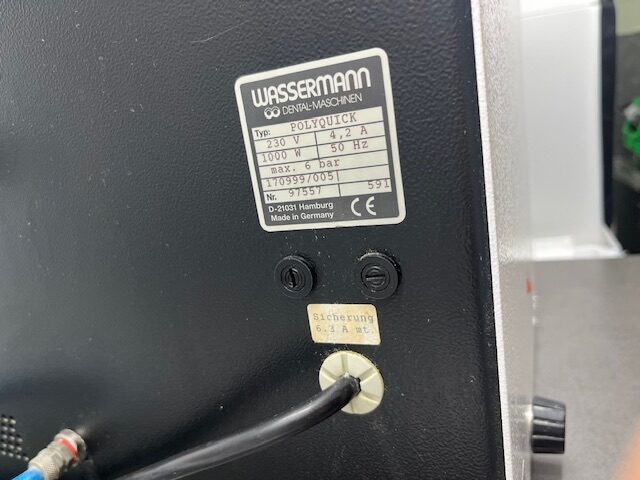 WASSERMANN
DENTAL-MASCHINEN
Typ: POLYQUICK
230 V 4,2 A
1000 W 50 Hz
max. 6 bar
170999/005
Nr. 97557 591
D-21031 Hamburg
Made in Germany CE
Sicherung
6.3 A mt.